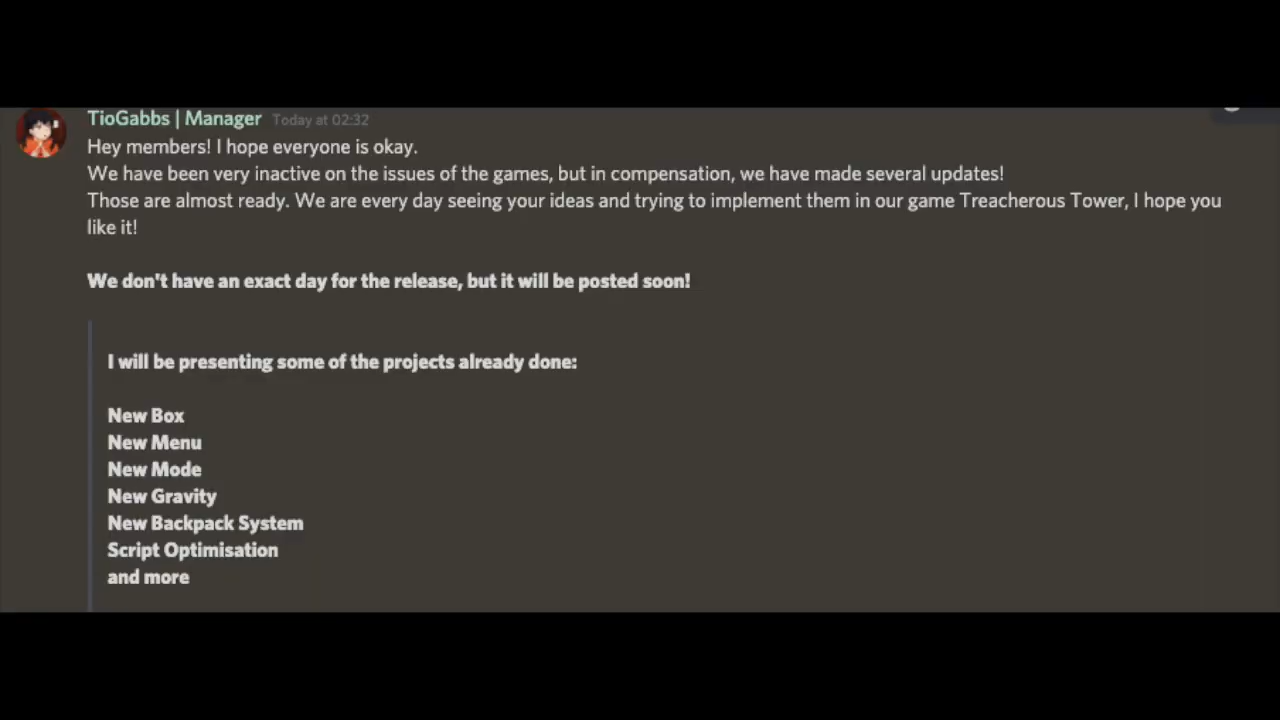 TioGabbs | Manager Today at 02:32
Hey members! I hope everyone is okay.
We have been very inactive on the issues of the games, but in compensation, we have made several updates!
Those are almost ready. We are every day seeing your ideas and trying to implement them in our game Treacherous Tower, I hope you
like it!
We don't have an exact day for the release, but it will be posted soon!
I will be presenting some of the projects already done:
New Box
New Menu
New Mode
New Gravity
New Backpack System
Script Optimisation
and more